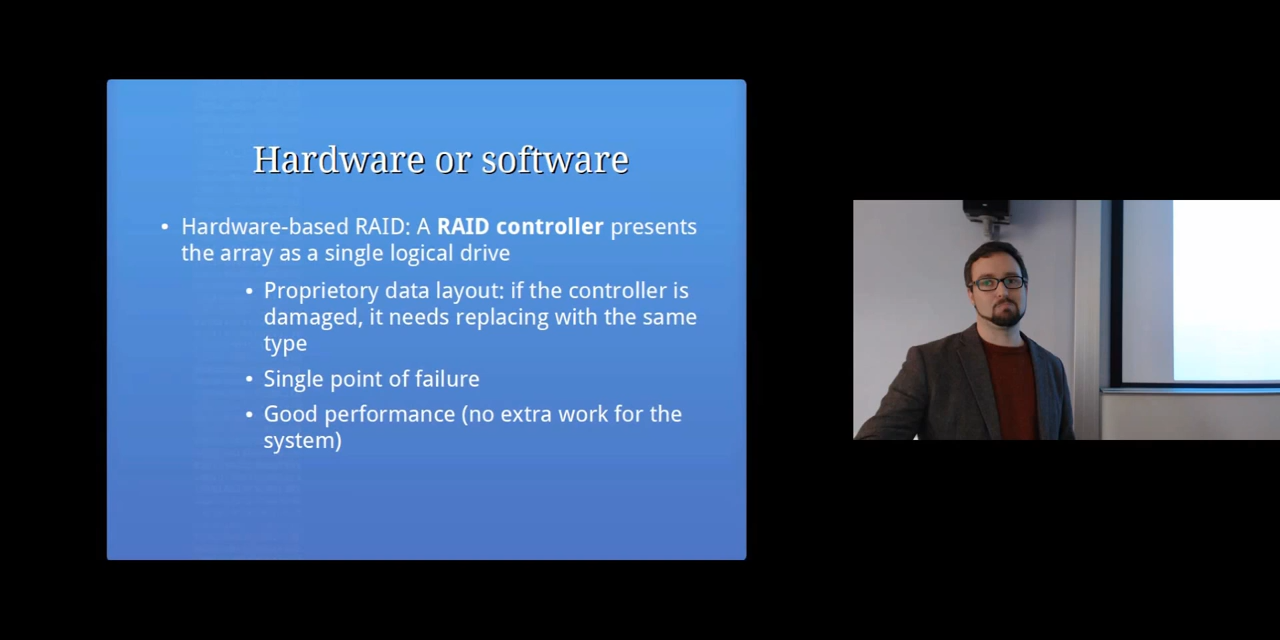 Hardware or software
• Hardware-based RAID: A RAID controller presents
the array as a single logical drive
• Proprietory data layout: if the controller is
damaged, it needs replacing with the same
type
• Single point of failure
• Good performance (no extra work for the
system)